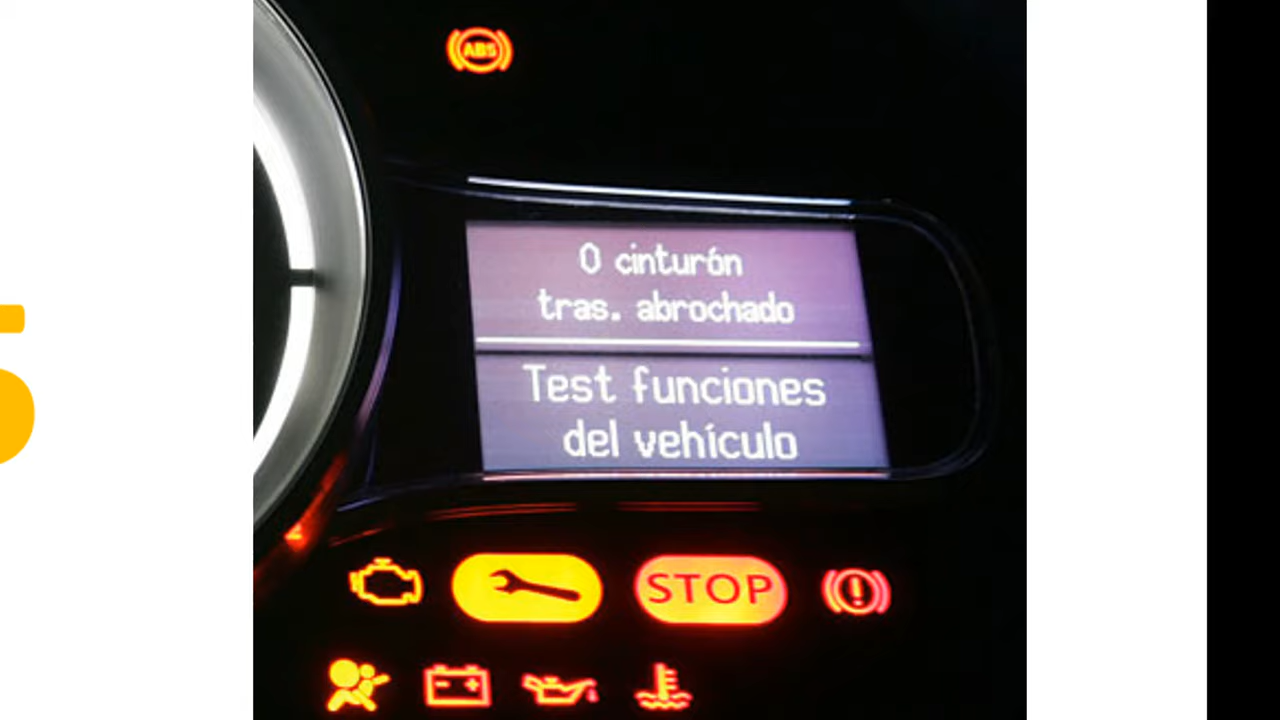 ABS
0 cinturón
tras. abrochado
Test funciones
del vehículo
STOP